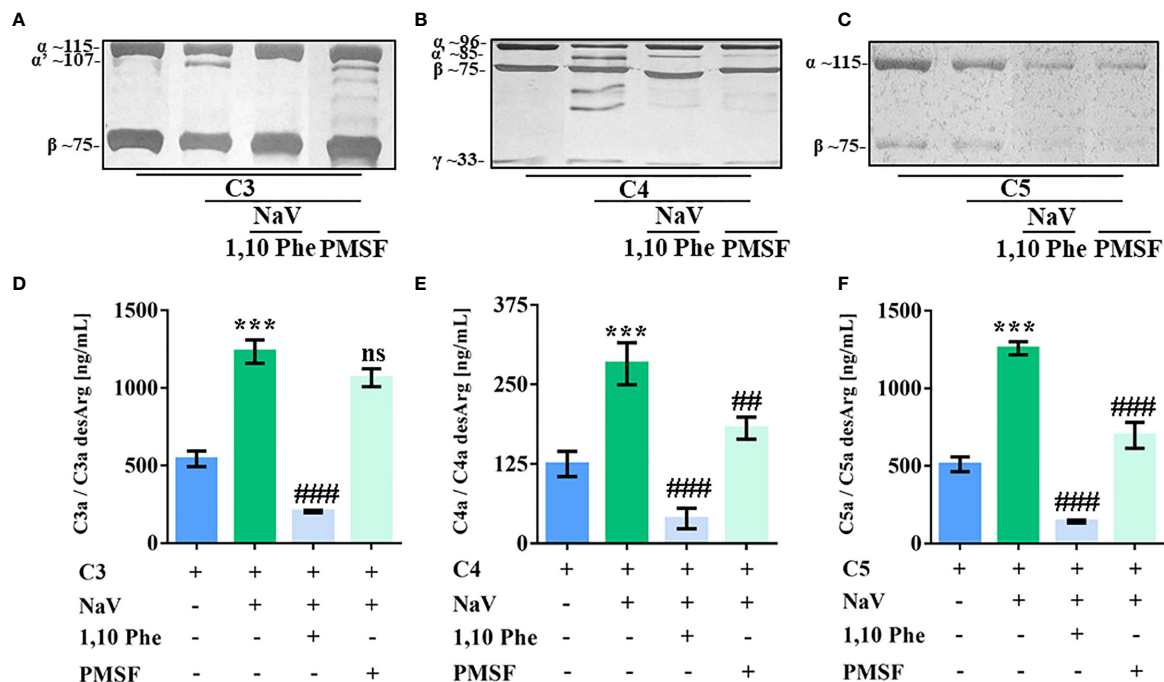 A
α ~115-
α’ ~107-
β ~75-
C3
NaV
1,10 Phe PMSF
B
α ~96-
α’ ~85-
β ~75-
γ ~33-
C4
NaV
1,10 Phe PMSF
C
α ~115-
β ~75-
C5
NaV
1,10 Phe PMSF
D
C3a / C3a desArg [ng/mL]
1500
1000
500
0
***
###
ns
C3 + + + +
NaV - + + +
1,10 Phe - - + -
PMSF - - - +
E
C4a / C4a desArg [ng/mL]
375
250
125
0
***
###
##
C4 + + + +
NaV - + + +
1,10 Phe - - + -
PMSF - - - +
F
C5a / C5a desArg [ng/mL]
1500
1000
500
0
***
###
###
C5 + + + +
NaV - + + +
1,10 Phe - - + -
PMSF - - - +